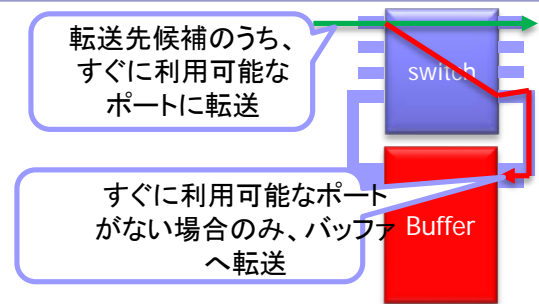 転送先候補のうち、
すぐに利用可能な
ポートに転送
switch
すぐに利用可能なポート
がない場合のみ、バッファ
へ転送
Buffer